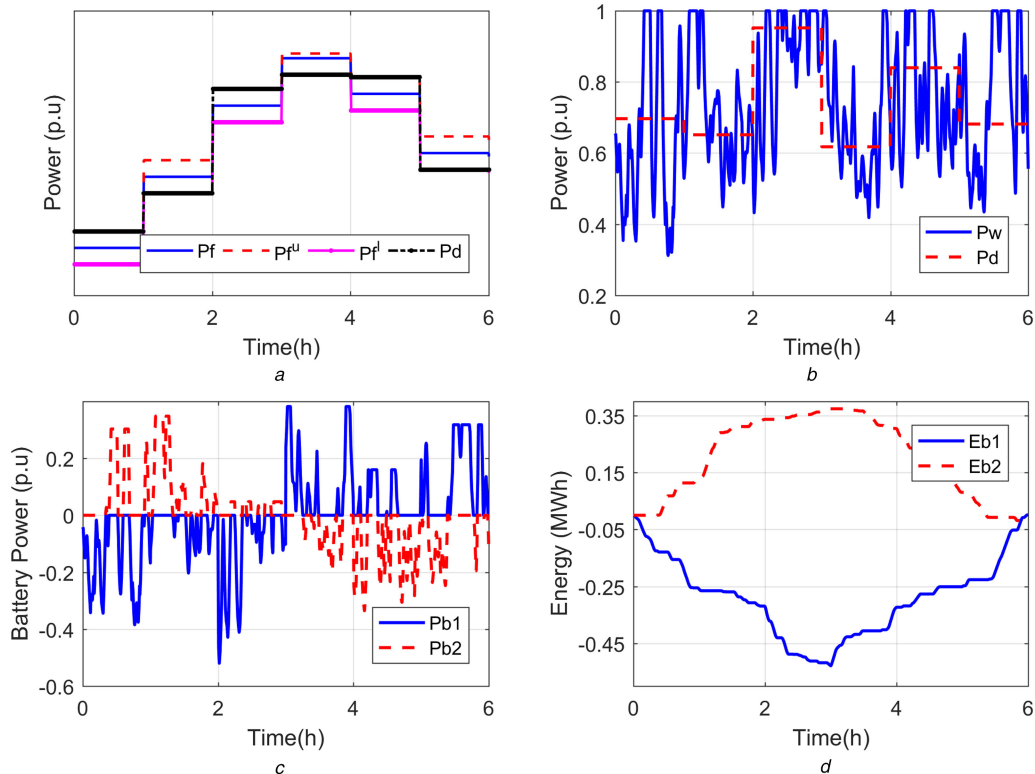 Power (p.u)
Pf Pfᵘ Pfˡ Pd
0 2 4 6
Time(h)
a
1
0.8
0.6
0.4
0.2
Power (p.u)
Pw
Pd
0 2 4 6
Time(h)
b
0.2
0
-0.2
-0.4
-0.6
Battery Power (p.u)
Pb1
Pb2
0 2 4 6
Time(h)
c
0.35
0.15
-0.05
-0.25
-0.45
Energy (MWh)
Eb1
Eb2
0 2 4 6
Time(h)
d